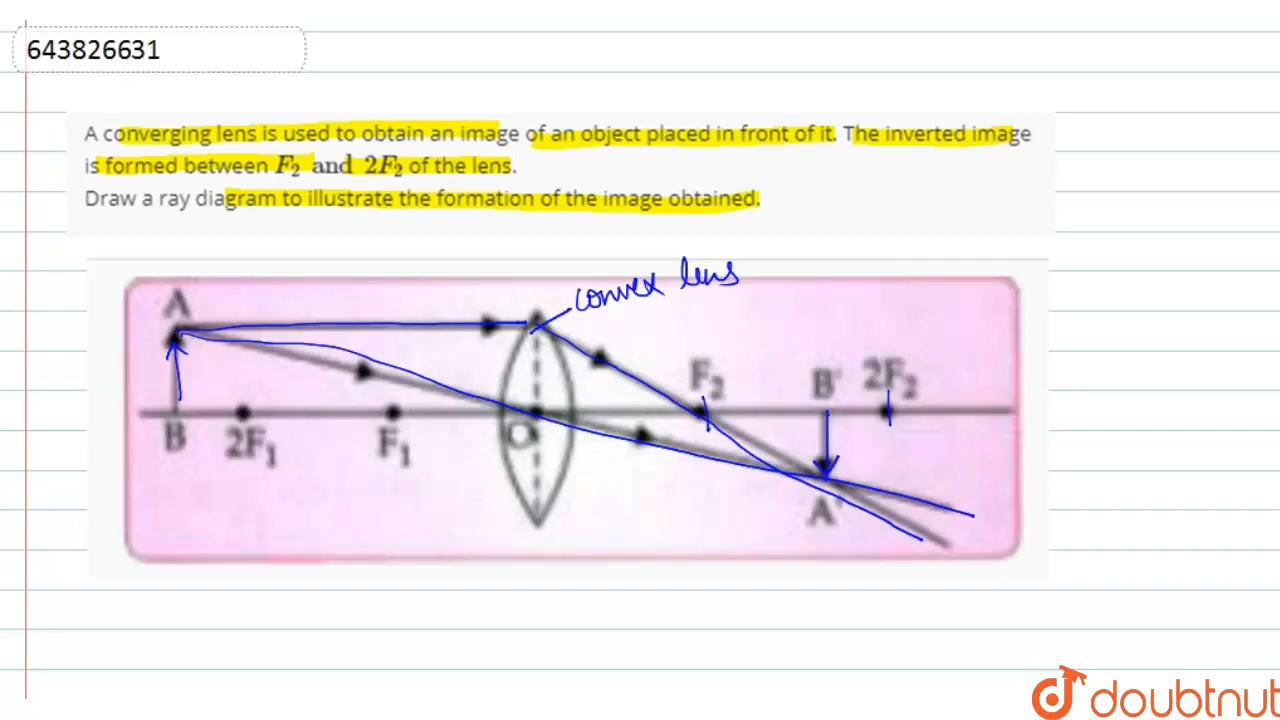 643826631
A converging lens is used to obtain an image of an object placed in front of it. The inverted image
is formed between F₂ and 2F₂ of the lens.
Draw a ray diagram to illustrate the formation of the image obtained.
convex lens
A
F₂ B' 2F₂
B 2F₁ F₁ O
A'
doubtnut